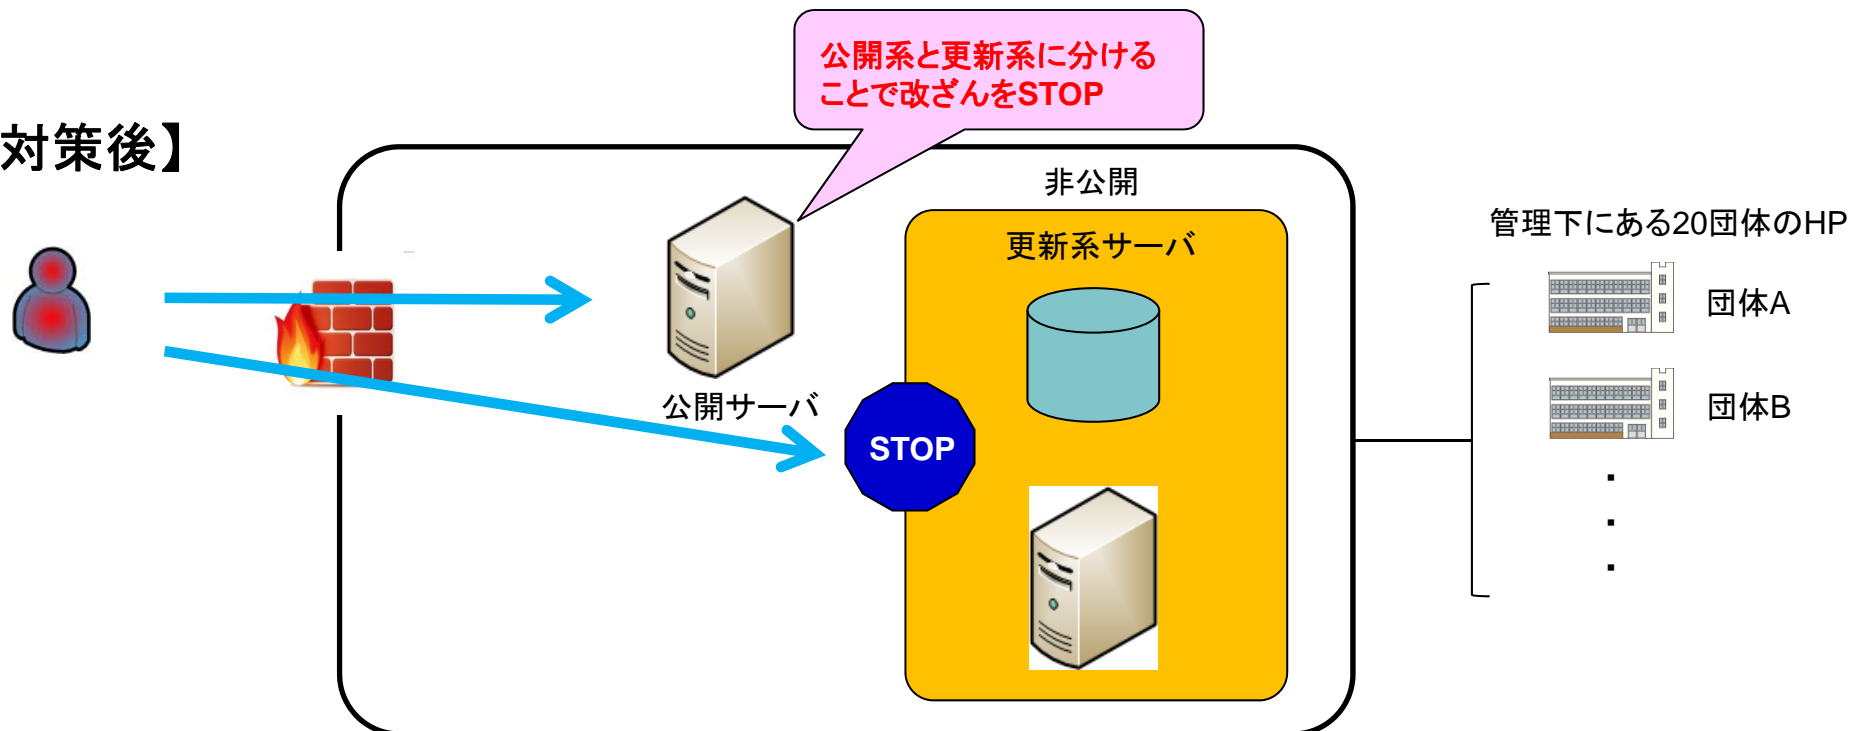 公開系と更新系に分ける
ことで改ざんをSTOP
対策後】
非公開
管理下にある20団体のHP
更新系サーバ
団体A
公開サーバ
団体B
STOP
・
・
・